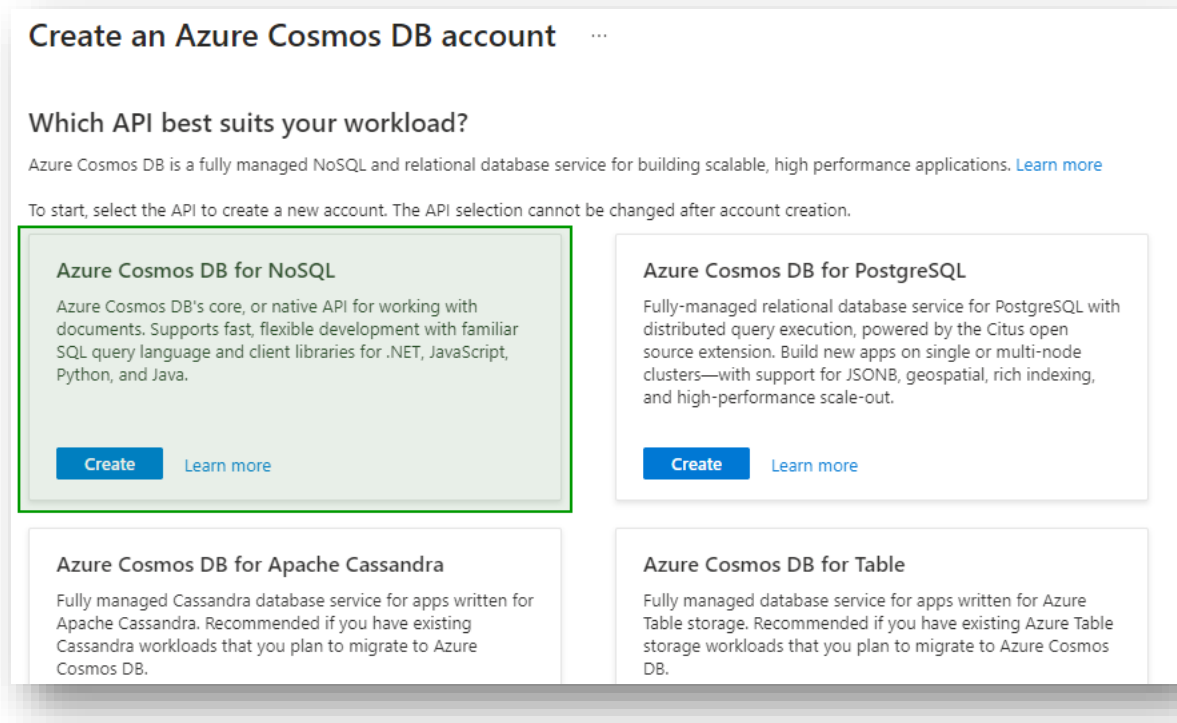 Create an Azure Cosmos DB account ...
Which API best suits your workload?
Azure Cosmos DB is a fully managed NoSQL and relational database service for building scalable, high performance applications. Learn more
To start, select the API to create a new account. The API selection cannot be changed after account creation.
Azure Cosmos DB for NoSQL
Azure Cosmos DB's core, or native API for working with
documents. Supports fast, flexible development with familiar
SQL query language and client libraries for .NET, JavaScript,
Python, and Java.
Create Learn more
Azure Cosmos DB for PostgreSQL
Fully-managed relational database service for PostgreSQL with
distributed query execution, powered by the Citus open
source extension. Build new apps on single or multi-node
clusters—with support for JSONB, geospatial, rich indexing,
and high-performance scale-out.
Create Learn more
Azure Cosmos DB for Apache Cassandra
Fully managed Cassandra database service for apps written for
Apache Cassandra. Recommended if you have existing
Cassandra workloads that you plan to migrate to Azure
Cosmos DB.
Azure Cosmos DB for Table
Fully managed database service for apps written for Azure
Table storage. Recommended if you have existing Azure Table
storage workloads that you plan to migrate to Azure Cosmos
DB.